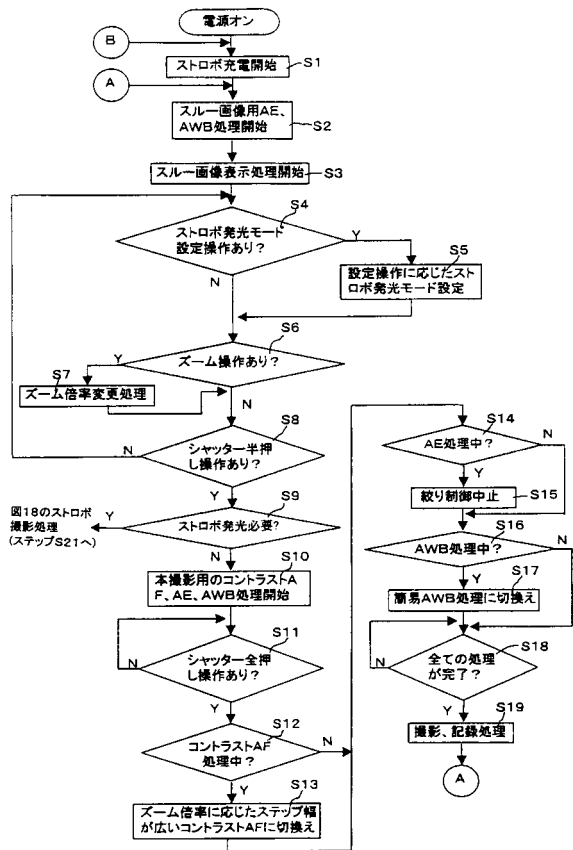 電源オン
B
ストロボ充電開始
S1
A
スルー画像用AE、
AWB処理開始
S2
スルー画像表示処理開始
S3
S4
ストロボ発光モード
設定操作あり？
Y
N
S5
設定操作に応じたスト
ロボ発光モード設定
S6
ズーム操作あり？
Y
N
S7
ズーム倍率変更処理
S8
シャッター半押
し操作あり？
N
Y
S9
ストロボ発光必要？
Y
N
図18のストロボ
撮影処理
(ステップS21へ)
S10
本撮影用のコントラストA
F、AE、AWB処理開始
S11
シャッター全押
し操作あり？
N
Y
S12
コントラストAF
処理中？
N
Y
S13
ズーム倍率に応じたステップ幅
が広いコントラストAFに切換え
S14
AE処理中？
N
Y
絞り制御中止
S15
S16
AWB処理中？
N
Y
S17
簡易AWB処理に切換え
S18
全ての処理
が完了？
N
Y
S19
撮影、記録処理
A